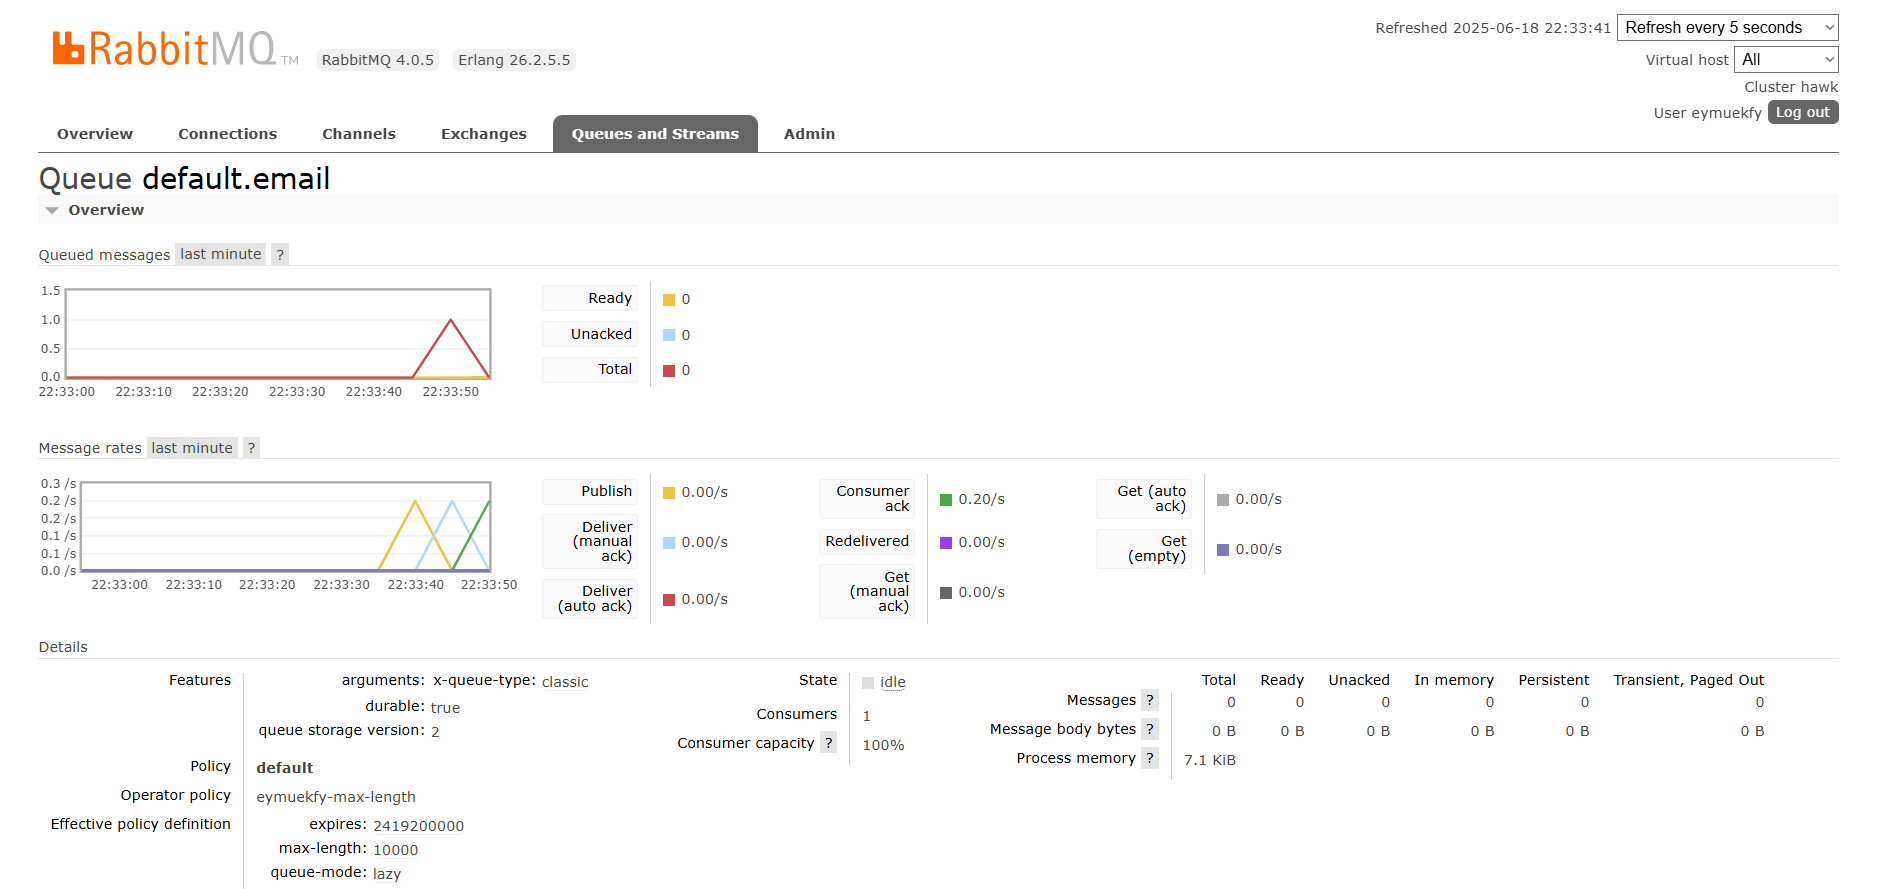 RabbitMQ TM RabbitMQ 4.0.5 Erlang 26.2.5.5
Refreshed 2025-06-18 22:33:41 Refresh every 5 seconds
Virtual host All
Cluster hawk
User eymuekfy Log out
Overview Connections Channels Exchanges Queues and Streams Admin
Queue default.email
Overview
Queued messages last minute ?
1.5
1.0
0.5
0.0
22:33:00 22:33:10 22:33:20 22:33:30 22:33:40 22:33:50
Ready 0
Unacked 0
Total 0
Message rates last minute ?
0.3 /s
0.2 /s
0.2 /s
0.1 /s
0.1 /s
0.0 /s
22:33:00 22:33:10 22:33:20 22:33:30 22:33:40 22:33:50
Publish 0.00/s
Deliver
(manual
ack) 0.00/s
Deliver
(auto ack) 0.00/s
Consumer
ack 0.20/s
Redelivered 0.00/s
Get
(manual
ack) 0.00/s
Get (auto
ack) 0.00/s
Get
(empty) 0.00/s
Details
Features arguments: x-queue-type: classic
durable: true
queue storage version: 2
Policy default
Operator policy eymuekfy-max-length
Effective policy definition expires: 2419200000
max-length: 10000
queue-mode: lazy
State idle
Consumers 1
Consumer capacity ? 100%
Total Ready Unacked In memory Persistent Transient, Paged Out
Messages ? 0 0 0 0 0 0
Message body bytes ? 0 B 0 B 0 B 0 B 0 B 0 B
Process memory ? 7.1 KiB